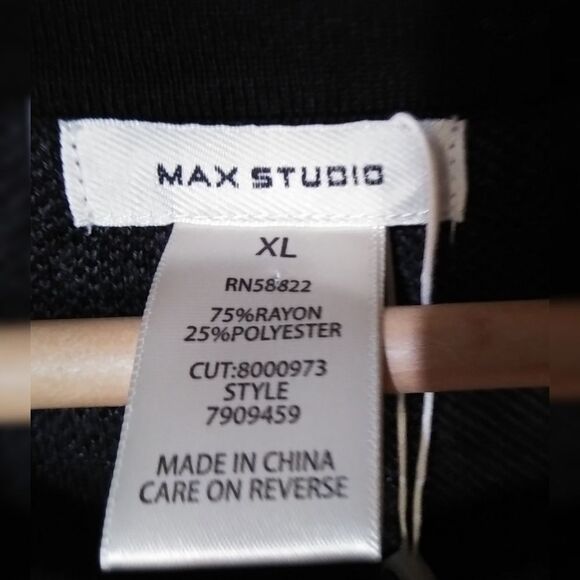 MAX STUDIO
XL
RN58822
75%RAYON
25%POLYESTER
CUT:8000973
STYLE
7909459
MADE IN CHINA
CARE ON REVERSE